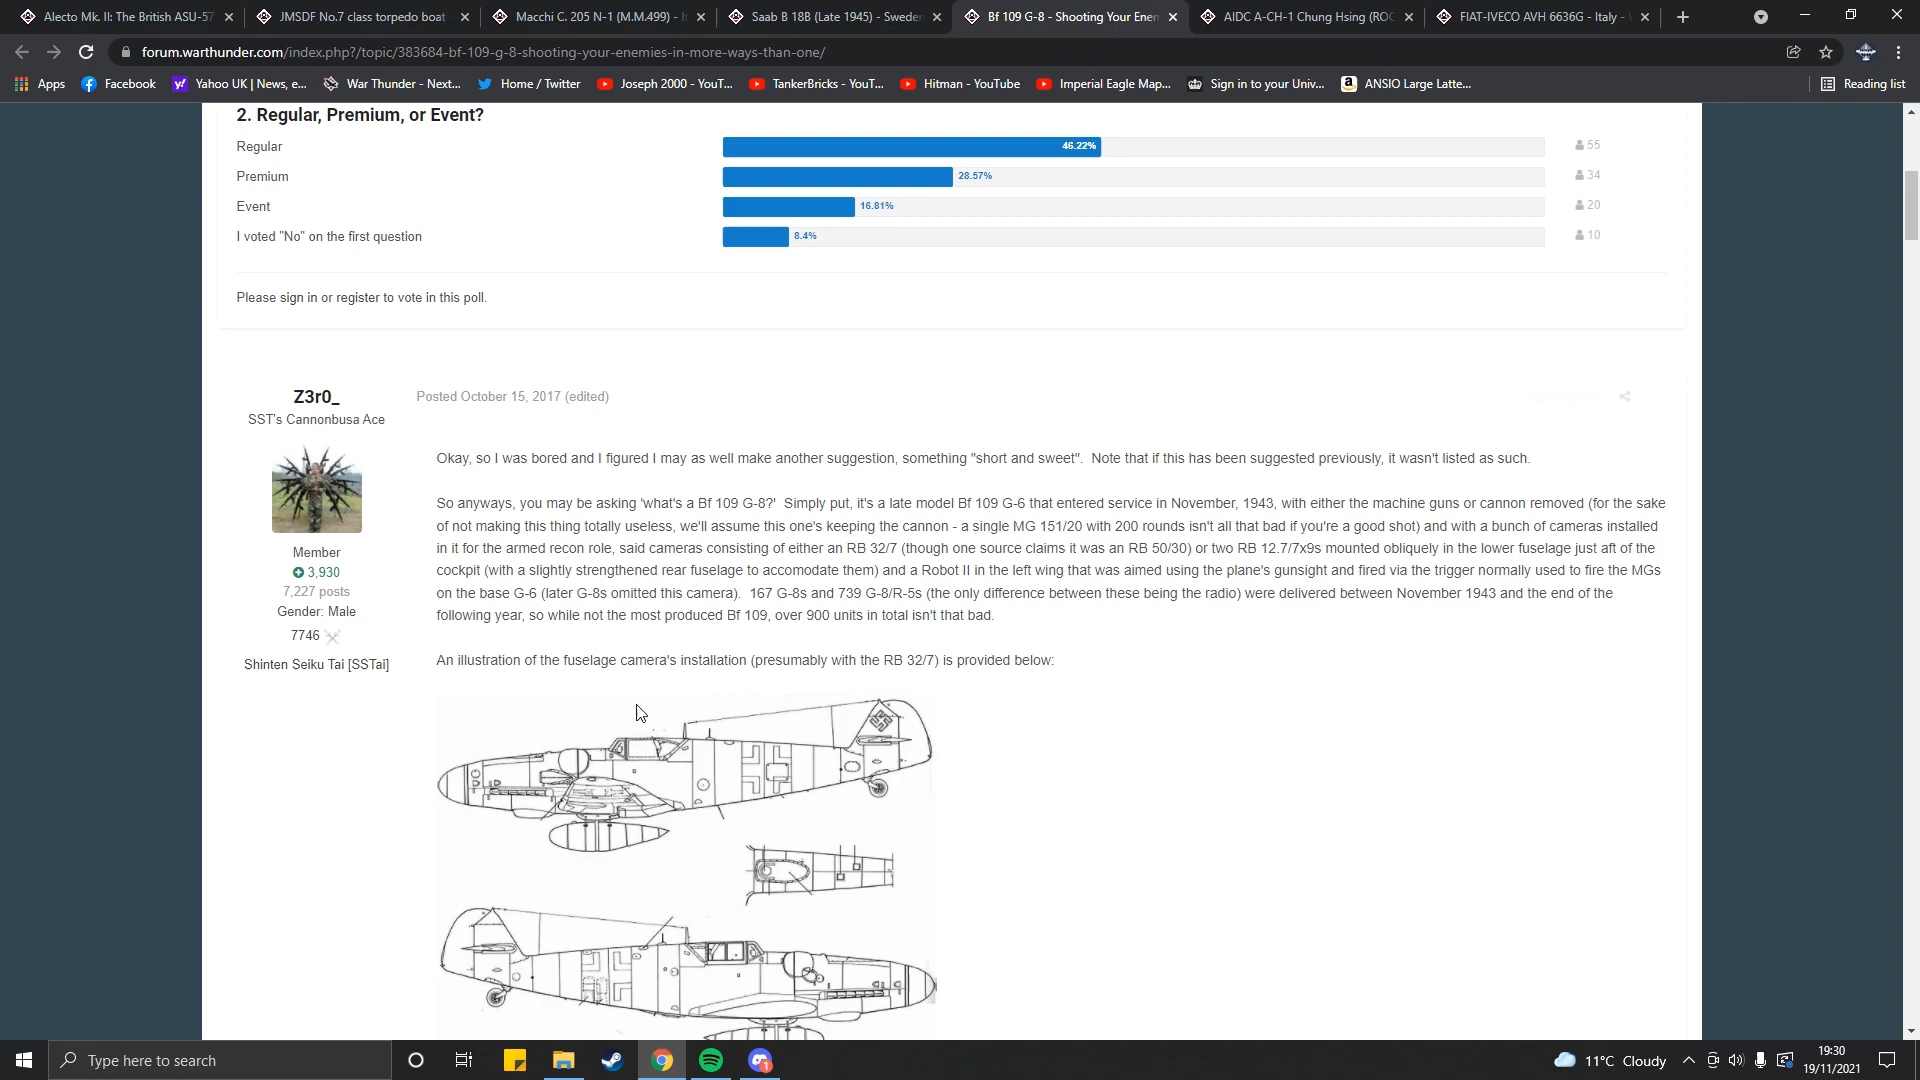 Alecto Mk. II: The British ASU-57
JMSDF No.7 class torpedo boat
Macchi C. 205 N-1 (M.M.499) - It
Saab B 18B (Late 1945) - Sweden
Bf 109 G-8 - Shooting Your Enem
AIDC A-CH-1 Chung Hsing (ROC
FIAT-IVECO AVH 6636G - Italy -
forum.warthunder.com/index.php?/topic/383684-bf-109-g-8-shooting-your-enemies-in-more-ways-than-one/
Apps
Facebook
Yahoo UK | News, e...
War Thunder - Next...
Home / Twitter
Joseph 2000 - YouT...
TankerBricks - YouT...
Hitman - YouTube
Imperial Eagle Map...
Sign in to your Univ...
ANSIO Large Latte...
Reading list
2. Regular, Premium, or Event?
Regular 46.22% 55
Premium 28.57% 34
Event 16.81% 20
I voted "No" on the first question 8.4% 10
Please sign in or register to vote in this poll.
Z3r0_
SST's Cannonbusa Ace
Member
3,930
7,227 posts
Gender: Male
7746
Shinten Seiku Tai [SSTai]
Posted October 15, 2017 (edited)
Okay, so I was bored and I figured I may as well make another suggestion, something "short and sweet". Note that if this has been suggested previously, it wasn't listed as such.
So anyways, you may be asking 'what's a Bf 109 G-8?' Simply put, it's a late model Bf 109 G-6 that entered service in November, 1943, with either the machine guns or cannon removed (for the sake
of not making this thing totally useless, we'll assume this one's keeping the cannon - a single MG 151/20 with 200 rounds isn't all that bad if you're a good shot) and with a bunch of cameras installed
in it for the armed recon role, said cameras consisting of either an RB 32/7 (though one source claims it was an RB 50/30) or two RB 12.7/7x9s mounted obliquely in the lower fuselage just aft of the
cockpit (with a slightly strengthened rear fuselage to accomodate them) and a Robot II in the left wing that was aimed using the plane's gunsight and fired via the trigger normally used to fire the MGs
on the base G-6 (later G-8s omitted this camera). 167 G-8s and 739 G-8/R-5s (the only difference between these being the radio) were delivered between November 1943 and the end of the
following year, so while not the most produced Bf 109, over 900 units in total isn't that bad.
An illustration of the fuselage camera's installation (presumably with the RB 32/7) is provided below:
Type here to search
1
11°C Cloudy
19:30
19/11/2021